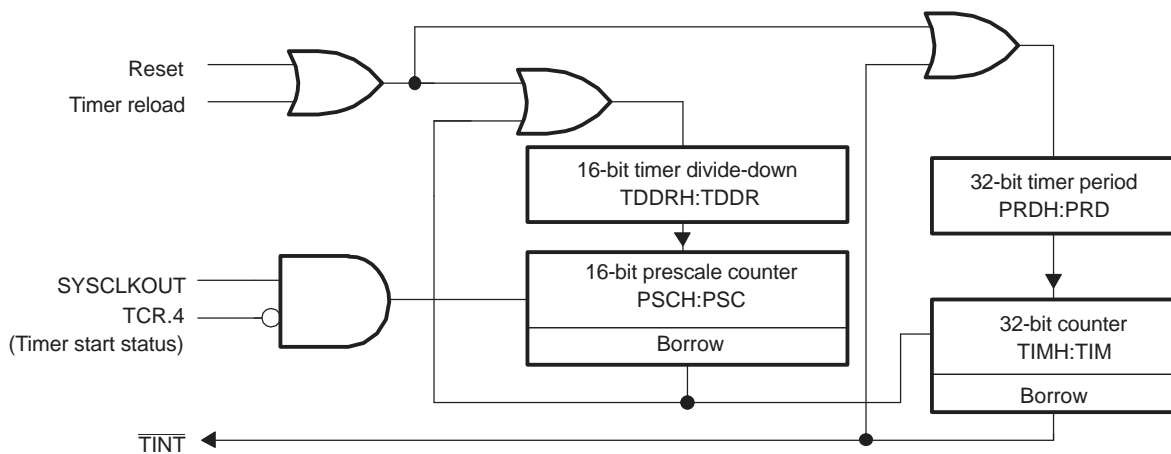 Reset
Timer reload
16-bit timer divide-down
TDDRH:TDDR
32-bit timer period
PRDH:PRD
SYSCLKOUT
TCR.4
(Timer start status)
16-bit prescale counter
PSCH:PSC
Borrow
32-bit counter
TIMH:TIM
Borrow
TINT